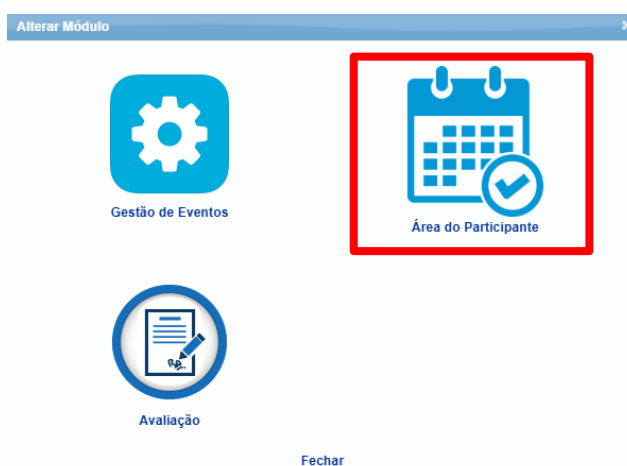 Alterar Módulo
Gestão de Eventos
Área do Participante
Avaliação
Fechar